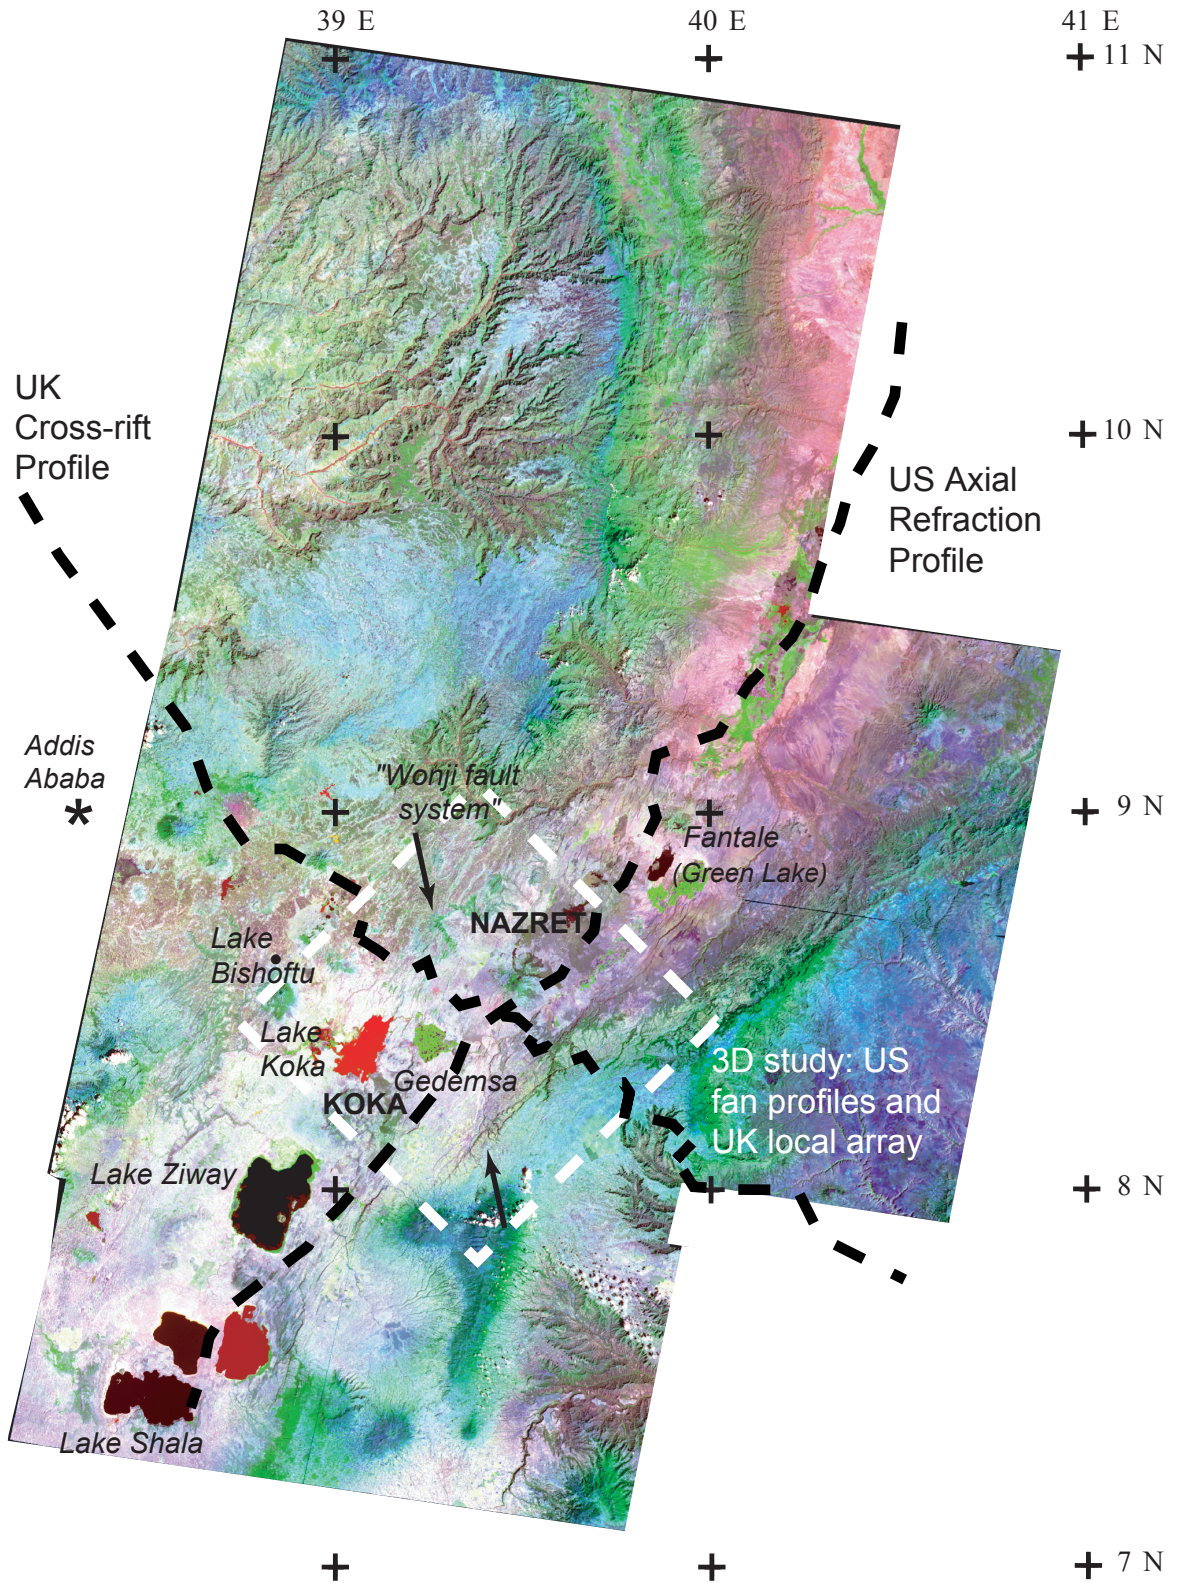 39 E
40 E
41 E
11 N
UK
Cross-rift
Profile
10 N
US Axial
Refraction
Profile
Addis
Ababa
*
"Wonji fault
system"
9 N
Fantale
(Green Lake)
NAZRET
Lake
Bishoftu
Lake
Koka
Gedemsa
KOKA
3D study: US
fan profiles and
UK local array
Lake Ziway
8 N
Lake Shala
7 N